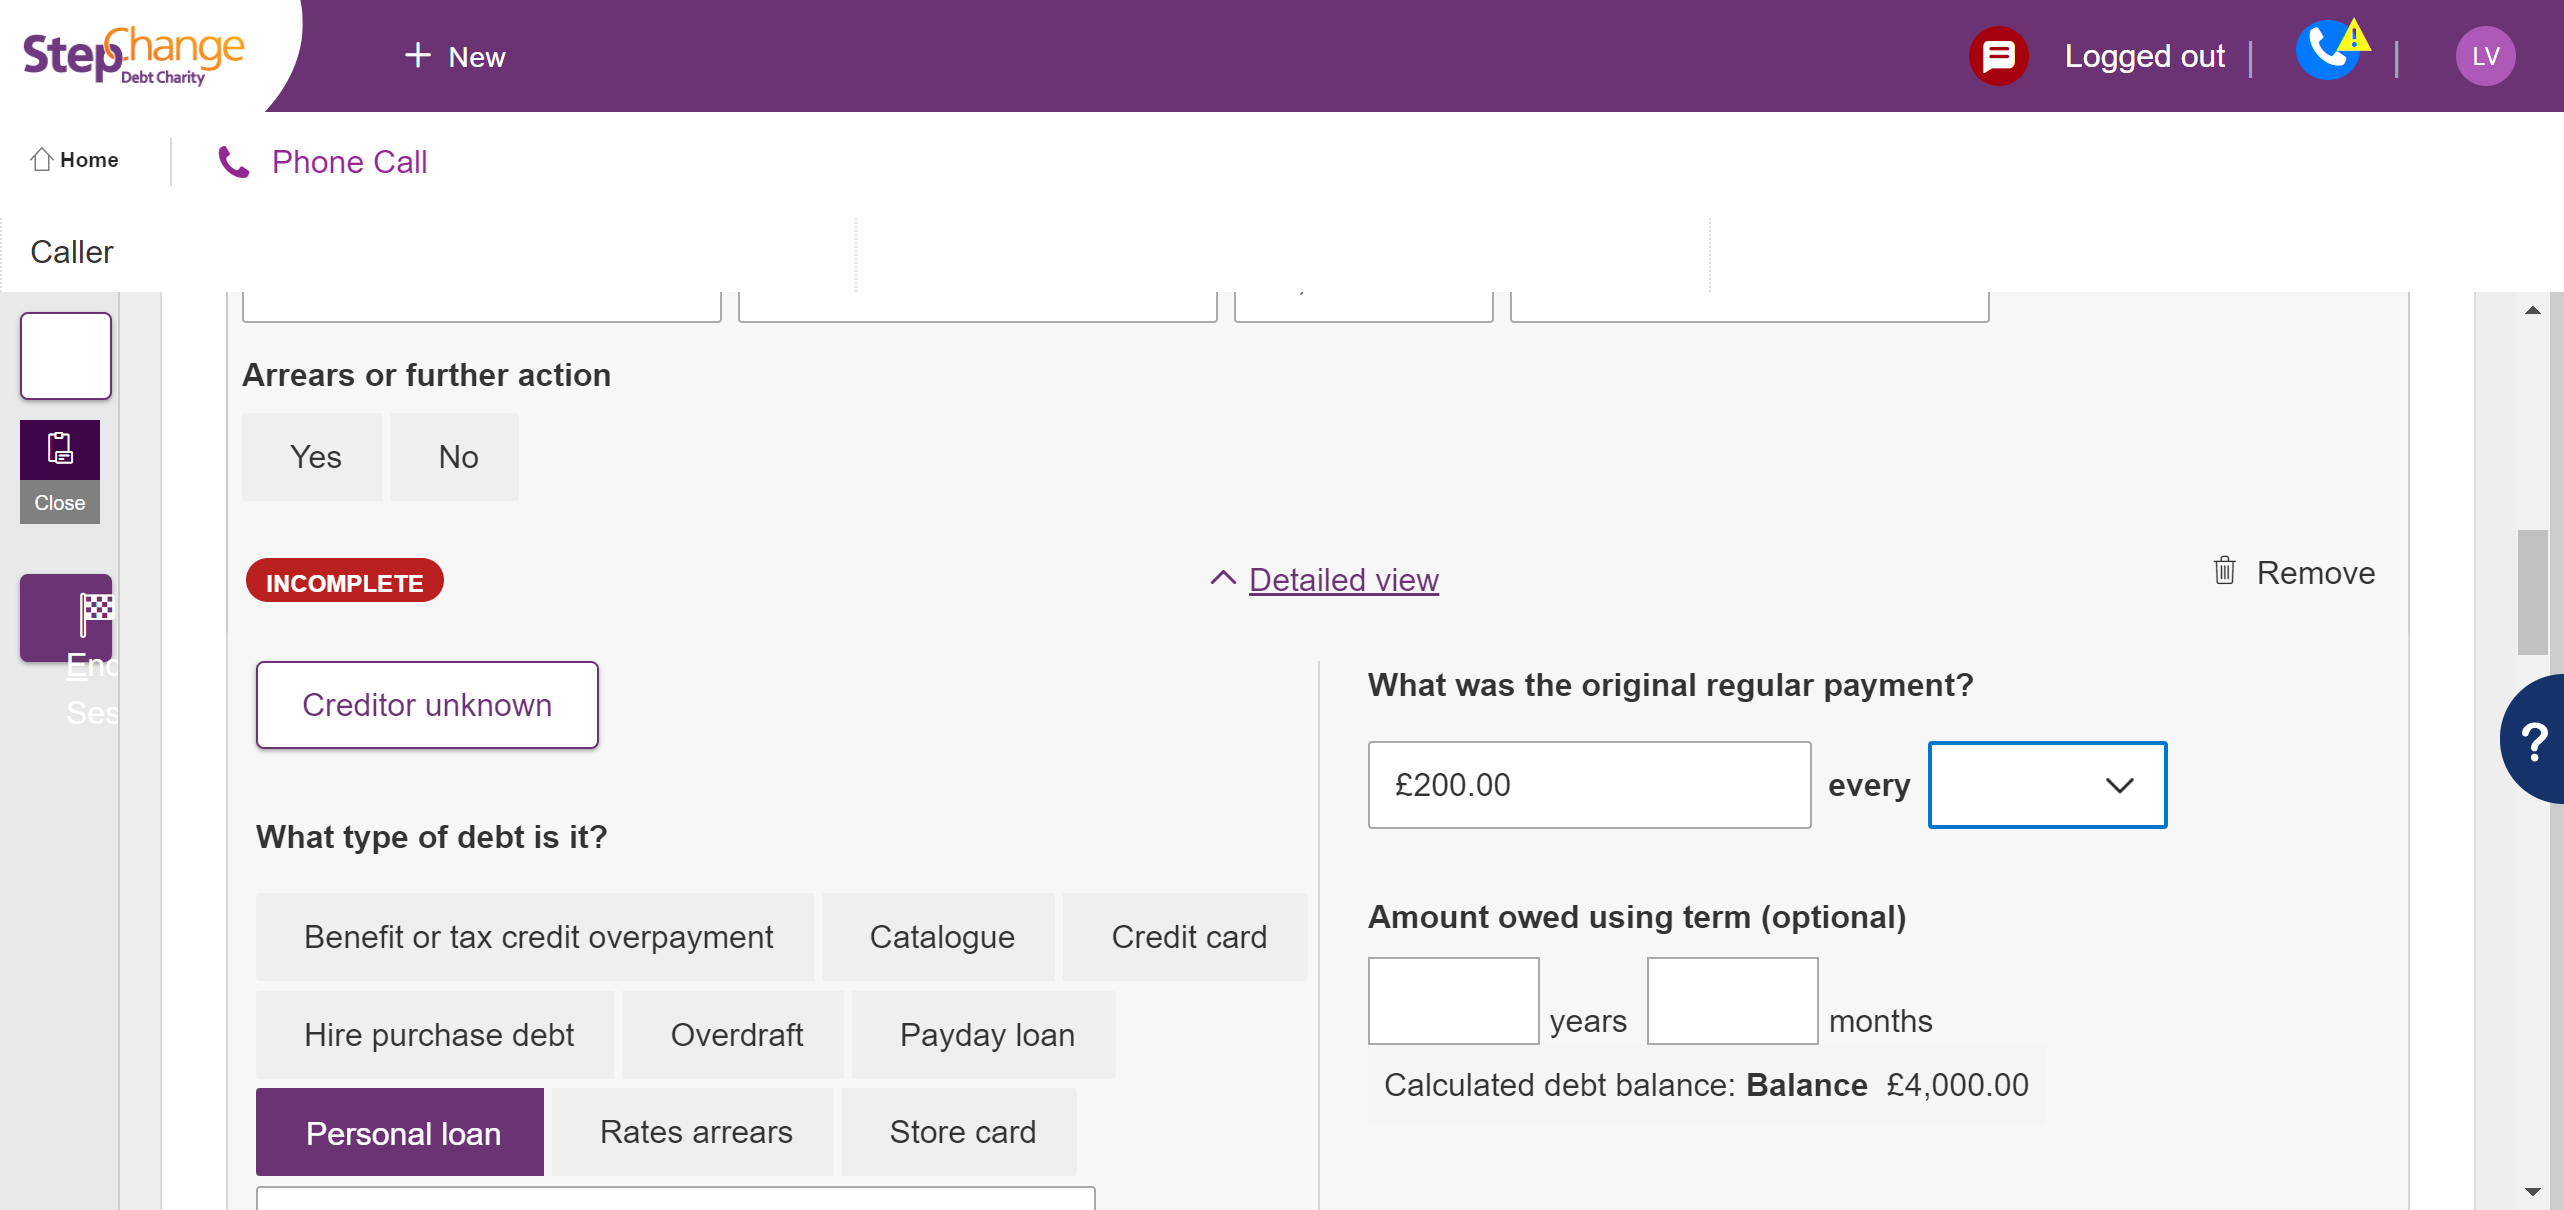 StepChange
Debt Charity
+ New
Logged out
LV
Home
Phone Call
Caller
Arrears or further action
Yes
No
Close
INCOMPLETE
Detailed view
Remove
End
Ses
Creditor unknown
What was the original regular payment?
£200.00
every
?
What type of debt is it?
Benefit or tax credit overpayment
Catalogue
Credit card
Amount owed using term (optional)
years
months
Hire purchase debt
Overdraft
Payday loan
Calculated debt balance: Balance £4,000.00
Personal loan
Rates arrears
Store card